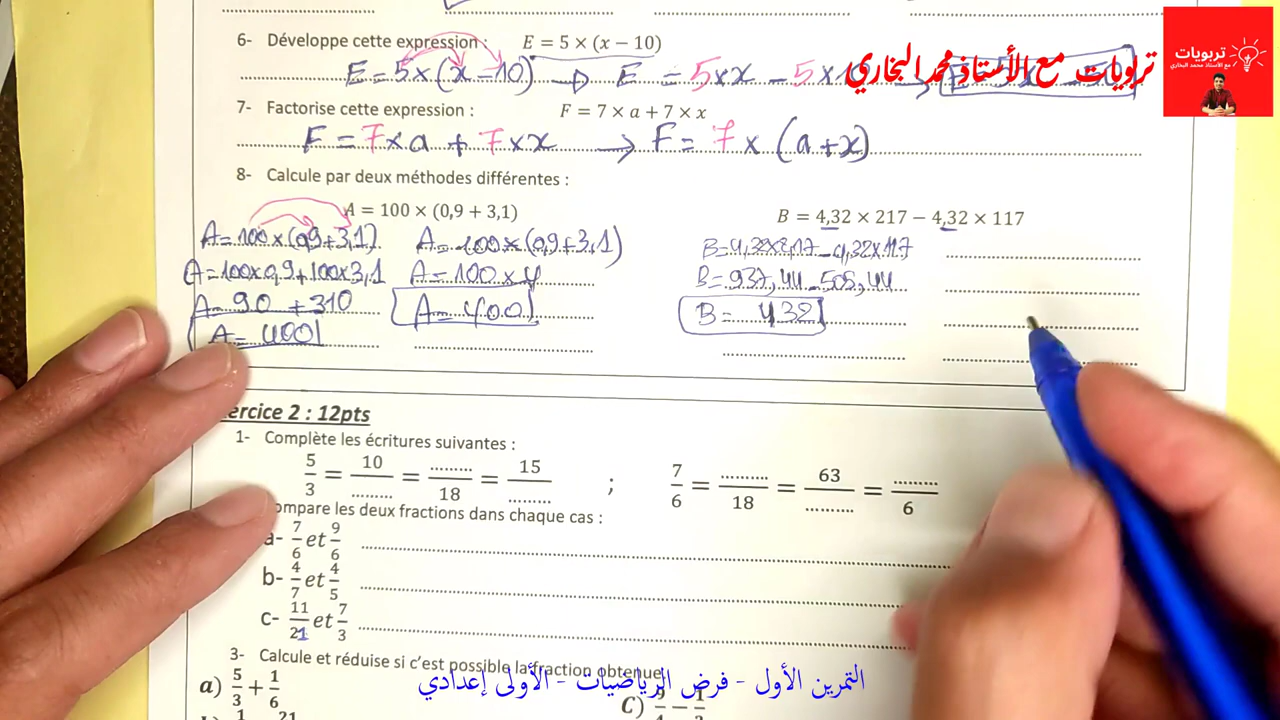 6- Développe cette expression : E = 5 × (x − 10)
E = 5×(x − 10) → E = 5×x − 5×1
تربويات مع الأستاذ محمد البخاري
تربويات
مع الأستاذ محمد البخاري
7- Factorise cette expression : F = 7 × a + 7 × x
F = 7×a + 7×x → F = 7 × (a+x)
8- Calcule par deux méthodes différentes :
A = 100 × (0,9 + 3,1)
B = 4,32 × 217 − 4,32 × 117
A = 100×(0,9+3,1)
A = 100×(0,9+3,1)
B = 4,32×217 − 4,32×117
A = 100×0,9 + 100×3,1
A = 100×4
B = 937,44 − 505,44
A = 90 + 310
A = 400
B = 432
A = 400
ercice 2 : 12pts
1- Complète les écritures suivantes :
5/3 = 10/......... = ........./18 = 15/......... ; 7/6 = ........./18 = 63/......... = ........./6
ompare les deux fractions dans chaque cas :
a- 7/6 et 9/6
b- 4/7 et 4/5
c- 11/21 et 7/3
3- Calcule et réduise si c'est possible la fraction obtenue
التمرين الأول - فرض الرياضيات - الأولى إعدادي
a) 5/3 + 1/6
C)